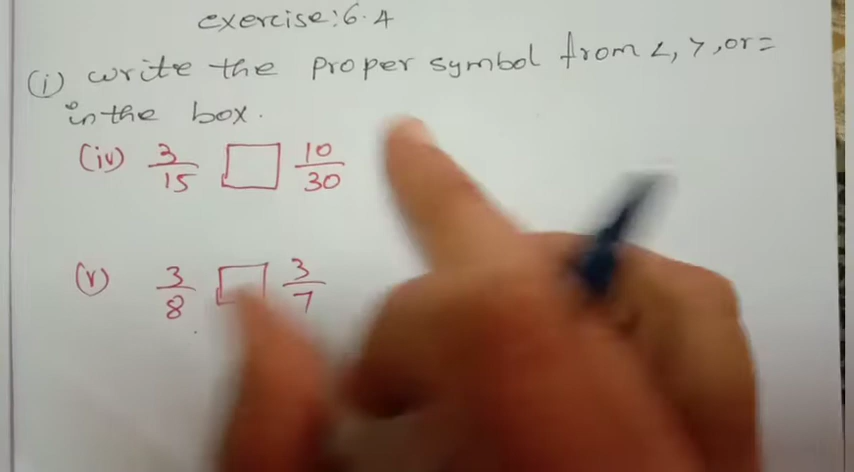 exercise:6.4
(i) write the proper symbol from <, >, or =
in the box.
(iv) 3/15 □ 10/30
(v) 3/8 □ 3/7